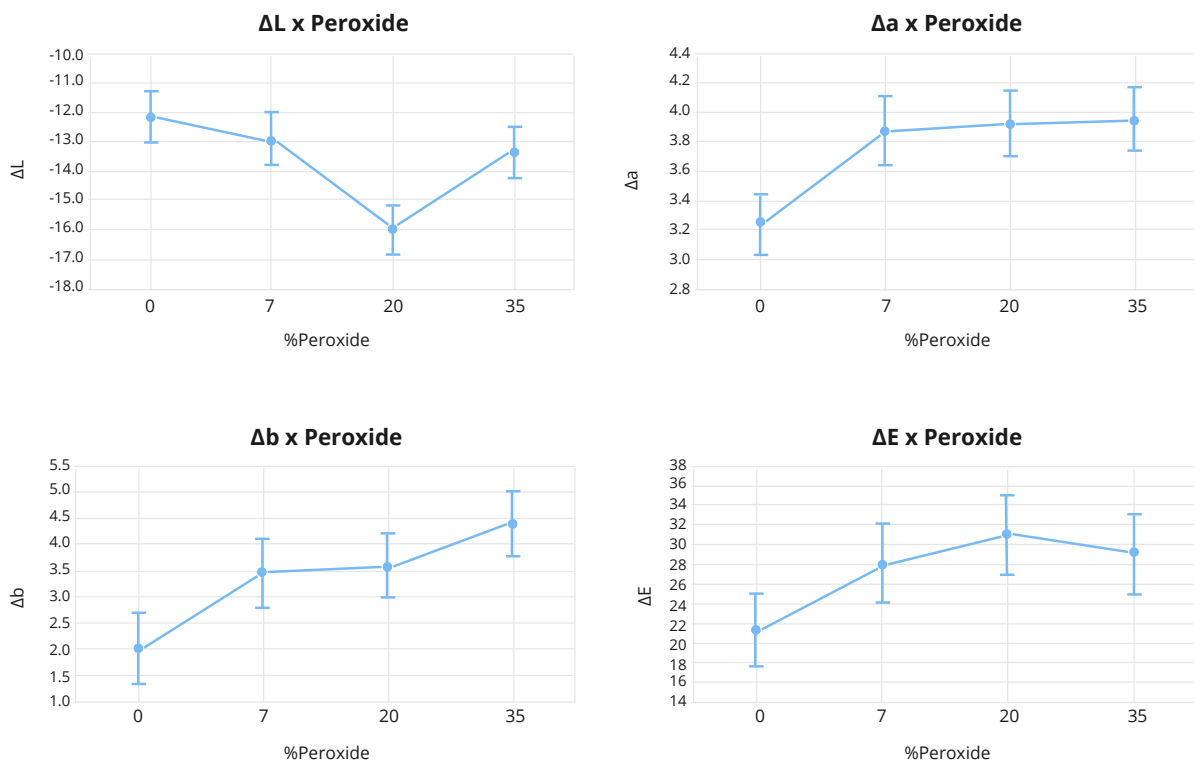 ΔL x Peroxide
-10.0
-11.0
-12.0
-13.0
-14.0
-15.0
-16.0
-17.0
-18.0
ΔL
0 7 20 35
%Peroxide
Δa x Peroxide
4.4
4.2
4.0
3.8
3.6
3.4
3.2
3.0
2.8
Δa
0 7 20 35
%Peroxide
Δb x Peroxide
5.5
5.0
4.5
4.0
3.5
3.0
2.5
2.0
1.5
1.0
Δb
0 7 20 35
%Peroxide
ΔE x Peroxide
38
36
34
32
30
28
26
24
22
20
18
16
14
ΔE
0 7 20 35
%Peroxide